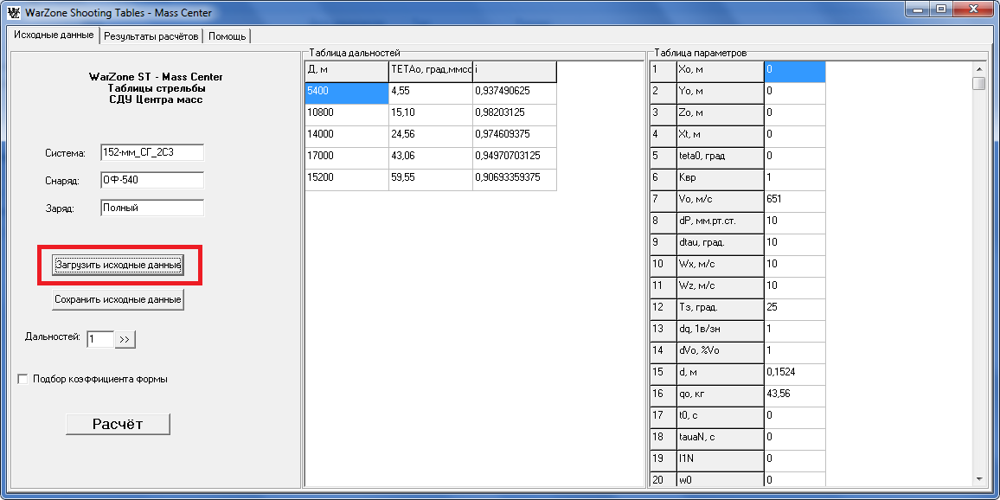 WarZone Shooting Tables - Mass Center
Исходные данные
Результаты расчётов
Помощь
WarZone ST - Mass Center
Таблицы стрельбы
СДУ Центра масс
Система: 152-мм_СГ_2С3
Снаряд: ОФ-540
Заряд: Полный
Загрузить исходные данные
Сохранить исходные данные
Дальностей: 1 >>
Подбор коэффициента формы
Расчёт
Таблица дальностей
Д, м ТЕТАо, град,ммсс i
5400 4,55 0,937490625
10800 15,10 0,98203125
14000 24,56 0,974609375
17000 43,06 0,94970703125
15200 59,55 0,90693359375
Таблица параметров
1 Xo, м 0
2 Yo, м 0
3 Zo, м 0
4 Xt, м 0
5 teta0, град 0
6 Квр 1
7 Vo, м/с 651
8 dP, мм.рт.ст. 10
9 dtau, град. 10
10 Wx, м/с 10
11 Wz, м/с 10
12 Тз, град. 25
13 dq, 1в/зн 1
14 dVo, %Vo 1
15 d, м 0,1524
16 qo, кг 43,56
17 t0, с 0
18 tauaN, с 0
19 l1N 0
20 w0 0